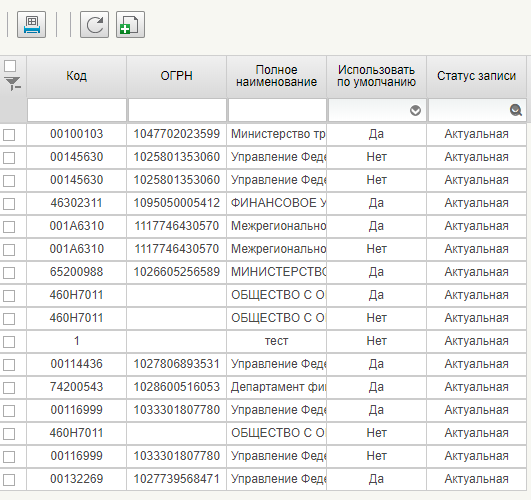 Код ОГРН Полное наименование Использовать по умолчанию Статус записи
00100103 1047702023599 Министерство тр Да Актуальная
00145630 1025801353060 Управление Феде Нет Актуальная
00145630 1025801353060 Управление Феде Нет Актуальная
46302311 1095050005412 ФИНАНСОВОЕ У Да Актуальная
001А6310 1117746430570 Межрегионально Да Актуальная
001А6310 1117746430570 Межрегионально Нет Актуальная
65200988 1026605256589 МИНИСТЕРСТВО Да Актуальная
460Н7011 ОБЩЕСТВО С ОГ Да Актуальная
460Н7011 ОБЩЕСТВО С ОГ Нет Актуальная
1 тест Нет Актуальная
00114436 1027806893531 Управление Феде Да Актуальная
74200543 1028600516053 Департамент фин Да Актуальная
00116999 1033301807780 Управление Феде Да Актуальная
460Н7011 ОБЩЕСТВО С ОГ Нет Актуальная
00116999 1033301807780 Управление Феде Нет Актуальная
00132269 1027739568471 Управление Феде Да Актуальная